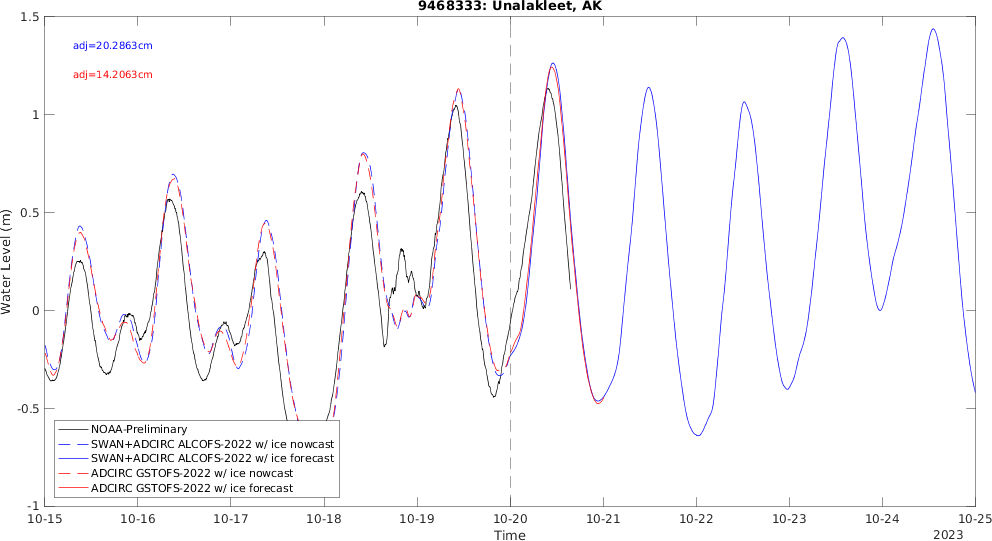 9468333: Unalakleet, AK
adj=20.2863cm
adj=14.2063cm
Water Level (m)
1.5
1
0.5
0
-0.5
-1
NOAA-Preliminary
SWAN+ADCIRC ALCOFS-2022 w/ ice nowcast
SWAN+ADCIRC ALCOFS-2022 w/ ice forecast
ADCIRC GSTOFS-2022 w/ ice nowcast
ADCIRC GSTOFS-2022 w/ ice forecast
10-15 10-16 10-17 10-18 10-19 10-20 10-21 10-22 10-23 10-24 10-25
Time
2023